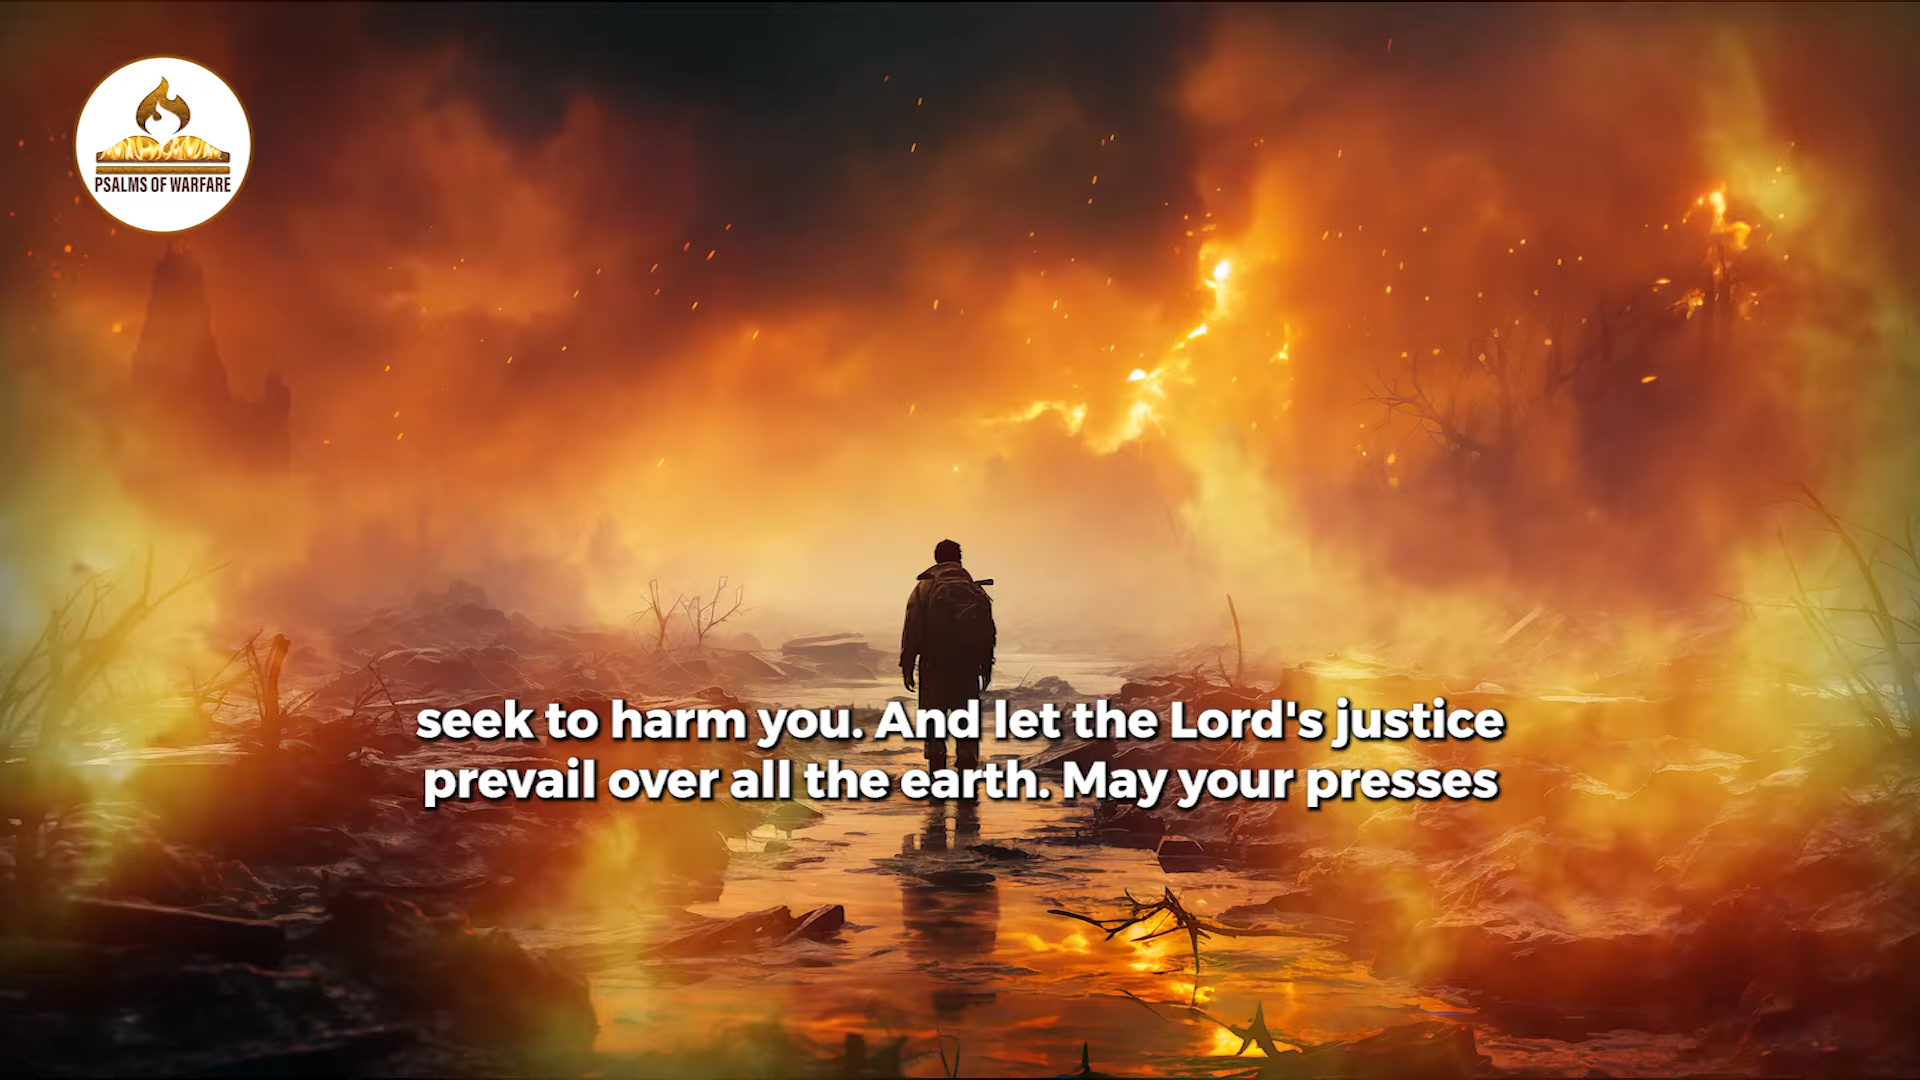 PSALMS OF WARFARE
seek to harm you. And let the Lord's justice
prevail over all the earth. May your presses